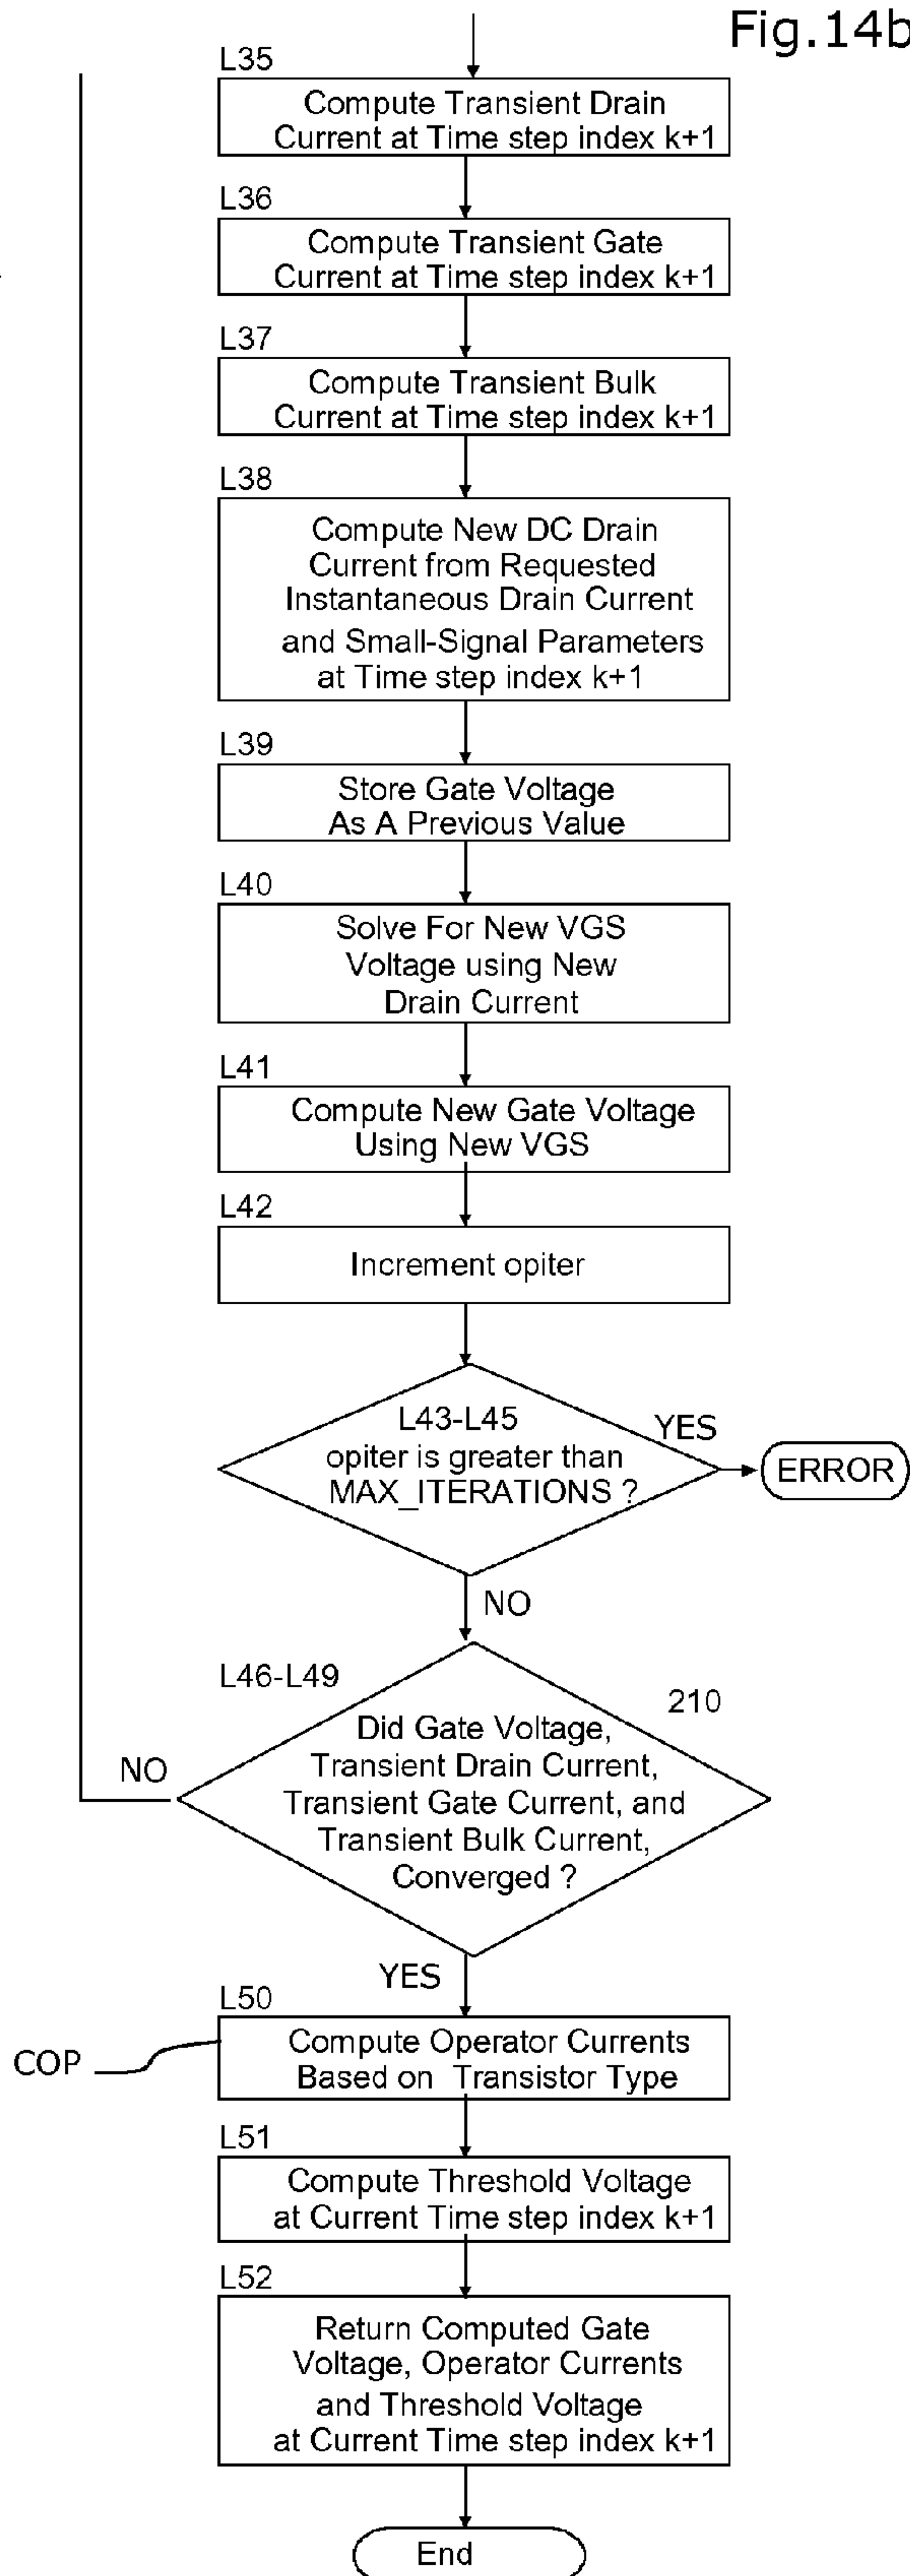 Fig.14b
L35
Compute Transient Drain
Current at Time step index k+1
L36
Compute Transient Gate
Current at Time step index k+1
L37
Compute Transient Bulk
Current at Time step index k+1
L38
Compute New DC Drain
Current from Requested
Instantaneous Drain Current
and Small-Signal Parameters
at Time step index k+1
L39
Store Gate Voltage
As A Previous Value
L40
Solve For New VGS
Voltage using New
Drain Current
L41
Compute New Gate Voltage
Using New VGS
L42
Increment opiter
L43-L45
opiter is greater than
MAX_ITERATIONS ?
YES
ERROR
NO
L46-L49
210
Did Gate Voltage,
Transient Drain Current,
Transient Gate Current, and
Transient Bulk Current,
Converged ?
NO
YES
L50
COP
Compute Operator Currents
Based on Transistor Type
L51
Compute Threshold Voltage
at Current Time step index k+1
L52
Return Computed Gate
Voltage, Operator Currents
and Threshold Voltage
at Current Time step index k+1
End